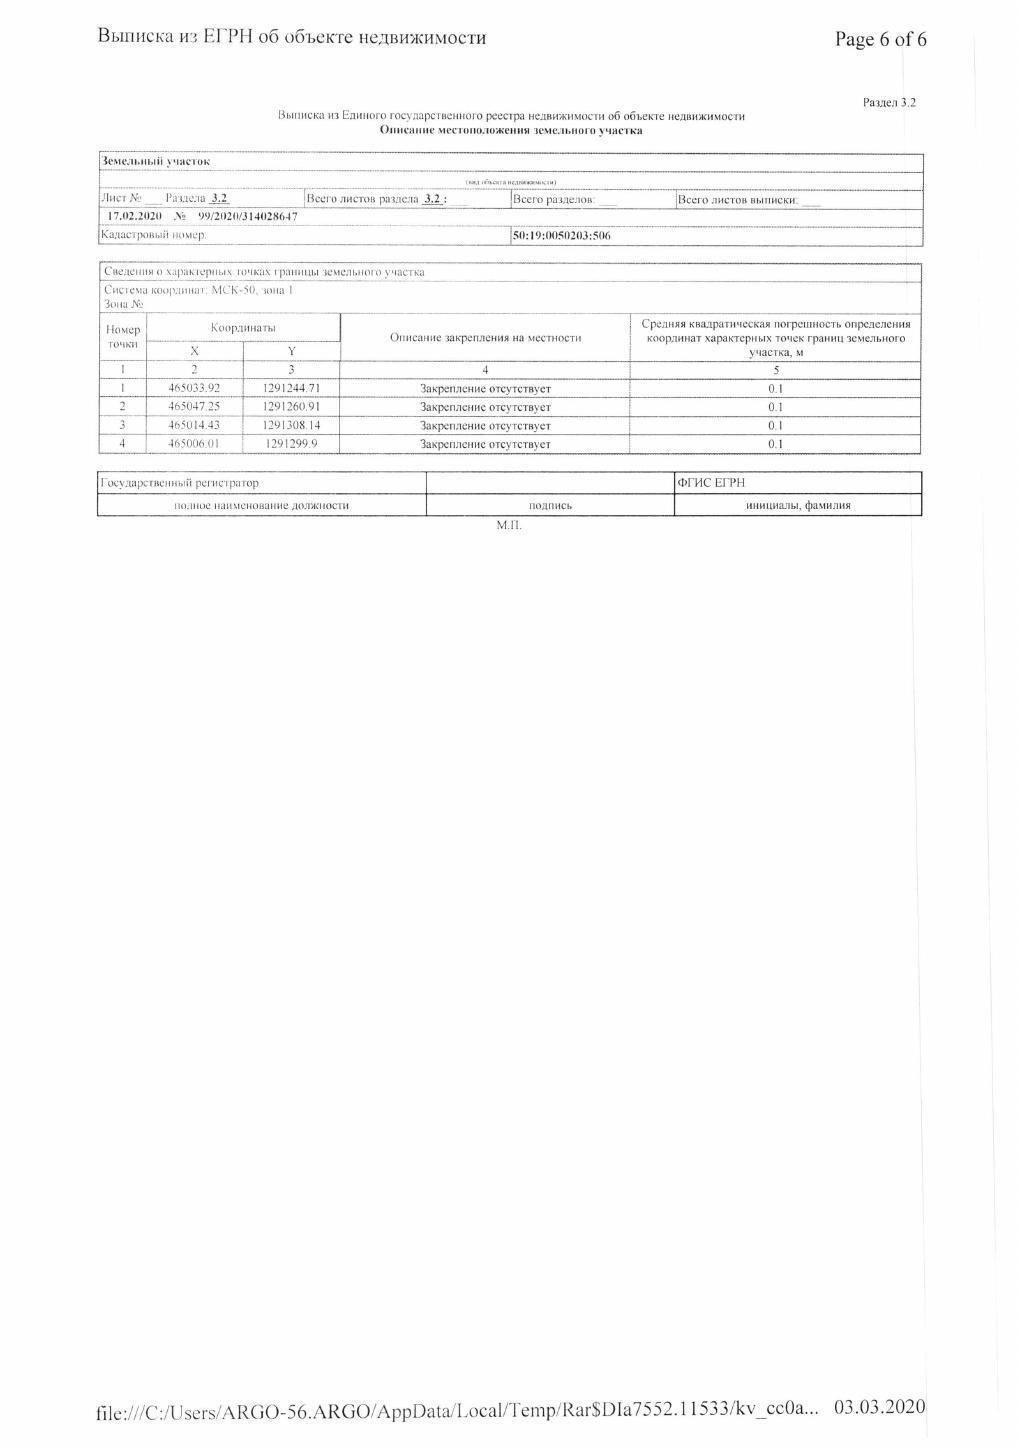 Выписка из ЕГРН об объекте недвижимости
Page 6 of 6
Раздел 3.2
Выписка из Единого государственного реестра недвижимости об объекте недвижимости
Описание местоположения земельного участка
Земельный участок
(вид объекта недвижимости)
Лист № ___ Раздела 3.2 Всего листов раздела 3.2 : ___ Всего разделов: ___ Всего листов выписки: ___
17.02.2020 № 99/2020/314028647
Кадастровый номер: 50:19:0050203:506
Сведения о характерных точках границы земельного участка
Система координат: МСК-50, зона 1
Зона №
Номер точки Координаты Описание закрепления на местности Средняя квадратическая погрешность определения координат характерных точек границ земельного участка, м
X Y
1 2 3 4 5
1 465033.92 1291244.71 Закрепление отсутствует 0.1
2 465047.25 1291260.91 Закрепление отсутствует 0.1
3 465014.43 1291308.14 Закрепление отсутствует 0.1
4 465006.01 1291299.9 Закрепление отсутствует 0.1
Государственный регистратор ФГИС ЕГРН
полное наименование должности подпись инициалы, фамилия
М.П.
file:///C:/Users/ARGO-56.ARGO/AppData/Local/Temp/Rar$DIa7552.11533/kv_cc0a... 03.03.2020